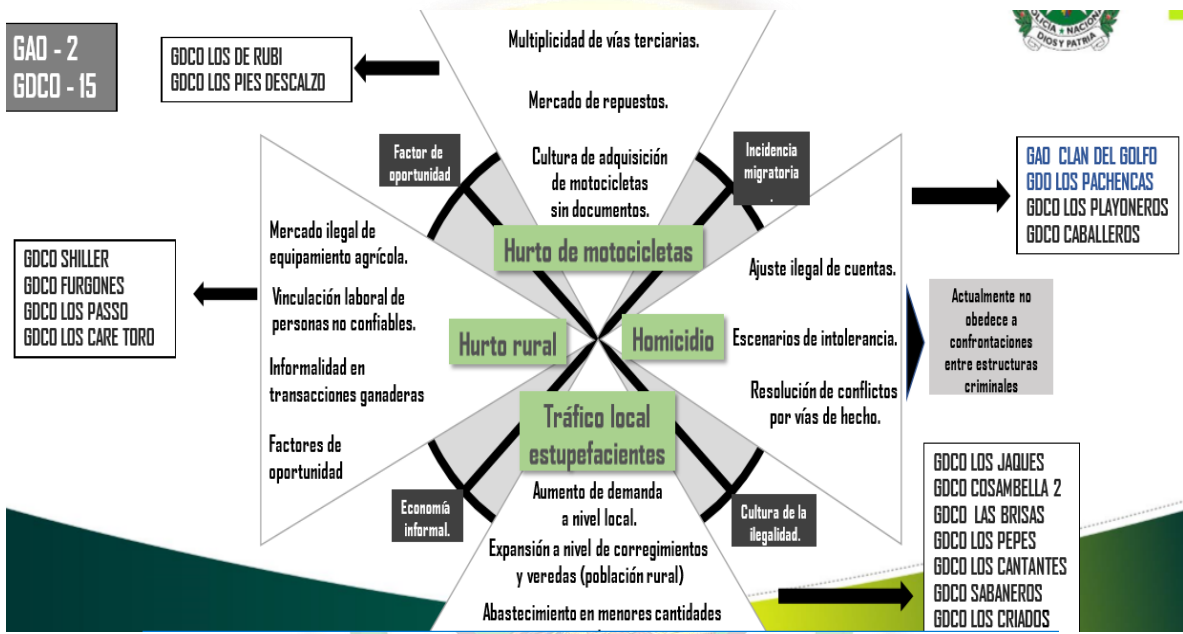 GAO - 2
GDCO - 15
GDCO LOS DE RUBI
GDCO LOS PIES DESCALZO
Multiplicidad de vías terciarias.
Mercado de repuestos.
Cultura de adquisición
de motocicletas
sin documentos.
POLICIA NACIONAL
DIOS Y PATRIA
Factor de
oportunidad
Incidencia
migratoria
.
Hurto de motocicletas
GAO CLAN DEL GOLFO
GDO LOS PACHENCAS
GDCO LOS PLAYONEROS
GDCO CABALLEROS
GDCO SHILLER
GDCO FURGONES
GDCO LOS PASSO
GDCO LOS CARE TORO
Mercado ilegal de
equipamiento agrícola.
Vinculación laboral de
personas no confiables.
Informalidad en
transacciones ganaderas
Factores de
oportunidad
Hurto rural
Homicidio
Ajuste ilegal de cuentas.
Escenarios de intolerancia.
Resolución de conflictos
por vías de hecho.
Actualmente no
obedece a
confrontaciones
entre estructuras
criminales
Tráfico local
estupefacientes
Economía
informal.
Cultura de la
ilegalidad.
Aumento de demanda
a nivel local.
Expansión a nivel de corregimientos
y veredas (población rural)
Abastecimiento en menores cantidades
GDCO LOS JAQUES
GDCO COSAMBELLA 2
GDCO LAS BRISAS
GDCO LOS PEPES
GDCO LOS CANTANTES
GDCO SABANEROS
GDCO LOS CRIADOS